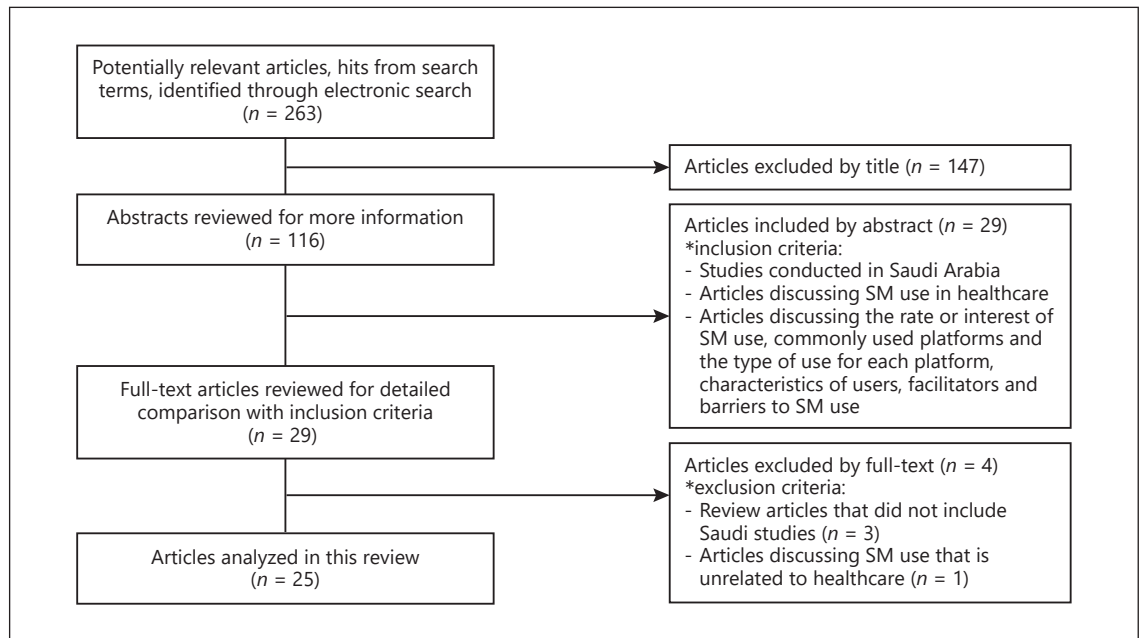 Potentially relevant articles, hits from search
terms, identified through electronic search
(n = 263)
Articles excluded by title (n = 147)
Abstracts reviewed for more information
(n = 116)
Articles included by abstract (n = 29)
*inclusion criteria:
- Studies conducted in Saudi Arabia
- Articles discussing SM use in healthcare
- Articles discussing the rate or interest of
SM use, commonly used platforms and
the type of use for each platform,
characteristics of users, facilitators and
barriers to SM use
Full-text articles reviewed for detailed
comparison with inclusion criteria
(n = 29)
Articles excluded by full-text (n = 4)
*exclusion criteria:
- Review articles that did not include
Saudi studies (n = 3)
- Articles discussing SM use that is
unrelated to healthcare (n = 1)
Articles analyzed in this review
(n = 25)